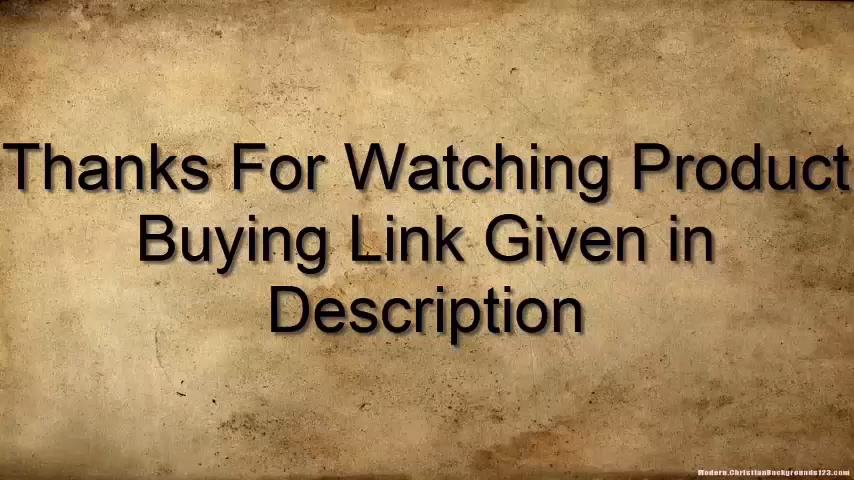 Thanks For Watching Product
Buying Link Given in
Description
Modern.ChristianBackgrounds123.com